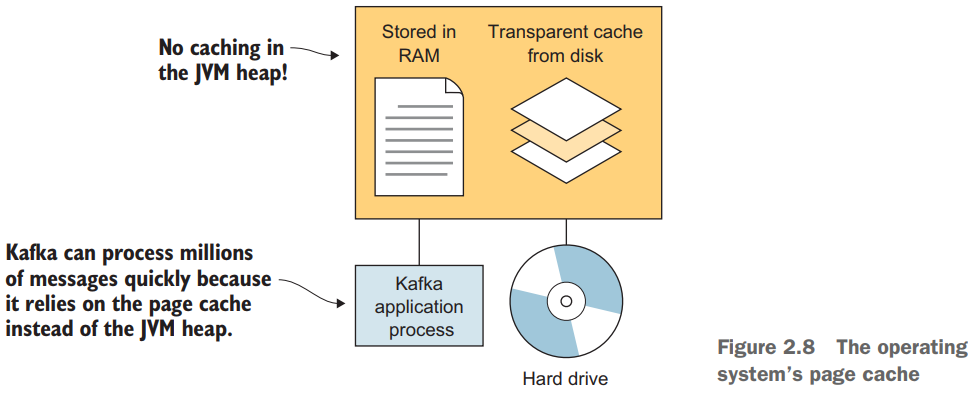 No caching in
the JVM heap!
Stored in
RAM
Transparent cache
from disk
Kafka can process millions
of messages quickly because
it relies on the page cache
instead of the JVM heap.
Kafka
application
process
Hard drive
Figure 2.8 The operating
system's page cache